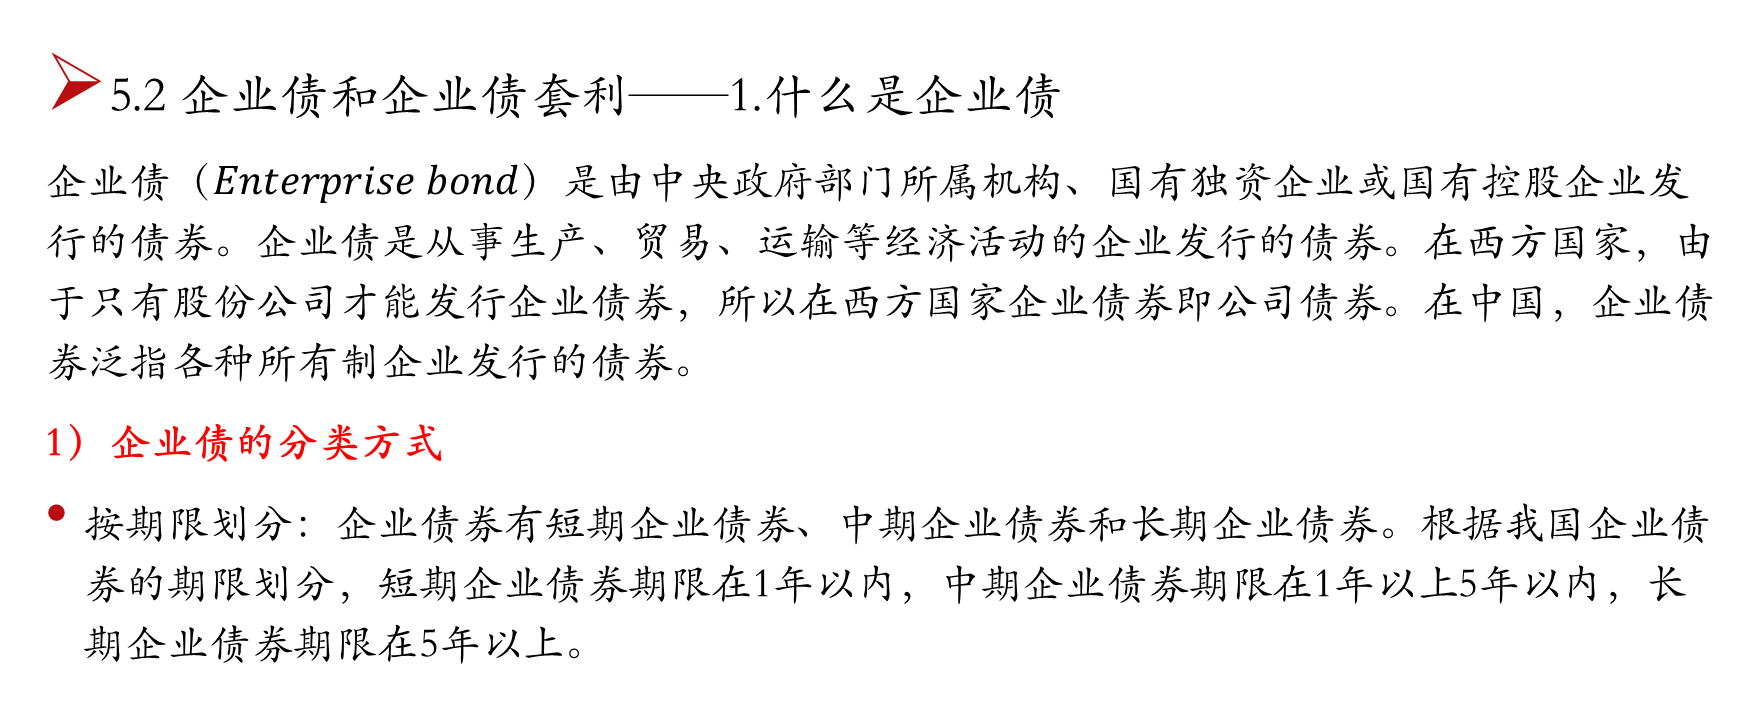 5.2 企业债和企业债套利——1.什么是企业债
企业债（Enterprise bond）是由中央政府部门所属机构、国有独资企业或国有控股企业发
行的债券。企业债是从事生产、贸易、运输等经济活动的企业发行的债券。在西方国家，由
于只有股份公司才能发行企业债券，所以在西方国家企业债券即公司债券。在中国，企业债
券泛指各种所有制企业发行的债券。
1）企业债的分类方式
• 按期限划分：企业债券有短期企业债券、中期企业债券和长期企业债券。根据我国企业债
券的期限划分，短期企业债券期限在1年以内，中期企业债券期限在1年以上5年以内，长
期企业债券期限在5年以上。